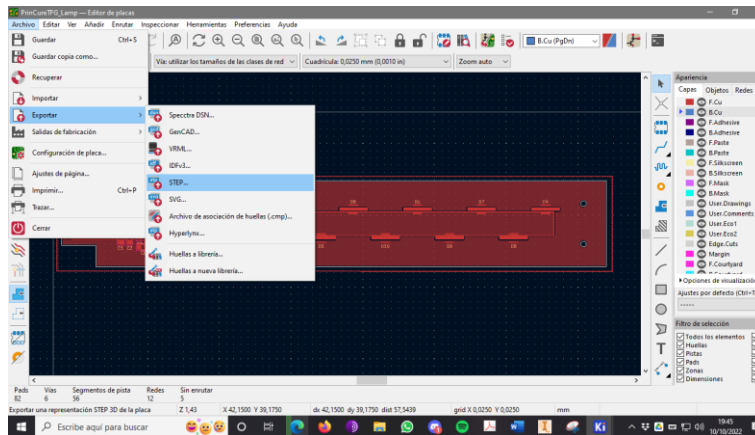 PrinCureTFG_Lamp — Editor de placas
Archivo Editar Ver Añadir Enrutar Inspeccionar Herramientas Preferencias Ayuda
Guardar Ctrl+S
Guardar copia como...
Recuperar
Importar
Exportar
Salidas de fabricación
Configuración de placa...
Ajustes de página...
Imprimir... Ctrl+P
Trazar...
Cerrar
B.Cu (PgDn)
Vía: utilizar los tamaños de las clases de red
Cuadrícula: 0,0250 mm (0,0010 in)
Zoom auto
Specctra DSN...
GenCAD...
VRML...
IDFv3...
STEP...
SVG...
Archivo de asociación de huellas (.cmp)...
Hyperlynx...
Huellas a librería...
Huellas a nueva librería...
Apariencia
Capas Objetos Redes
F.Cu
B.Cu
F.Adhesive
B.Adhesive
F.Paste
B.Paste
F.Silkscreen
B.Silkscreen
F.Mask
B.Mask
User.Drawings
User.Comments
User.Eco1
User.Eco2
Edge.Cuts
Margin
F.Courtyard
Opciones de visualizació
Ajustes por defecto (Ctrl+T
-----
Filtro de selección
Todos los elementos
Huellas
Pistas
Pads
Zonas
Dimensiones
Pads Vías Segmentos de pista Redes Sin enrutar
82 6 56 12 5
Exportar una representación STEP 3D de la placa Z 1,43 X 42,1500 Y 39,1750 dx 42,1500 dy 39,1750 dist 57,5439 grid X 0,0250 Y 0,0250 mm
Escribe aquí para buscar
Ki
19:45
10/10/2022